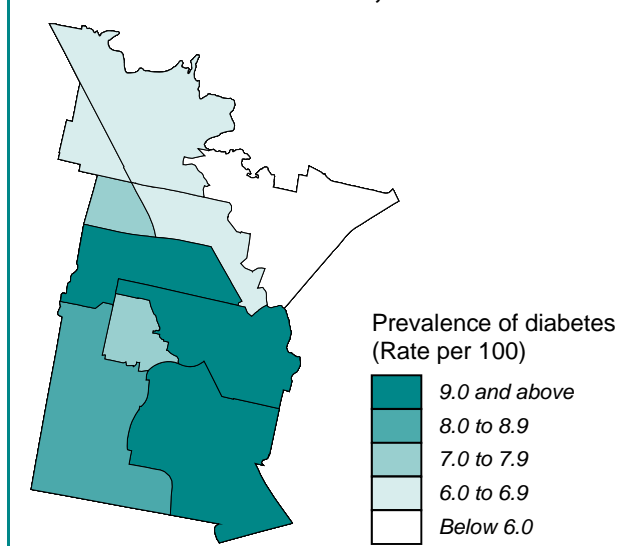 Prevalence of diabetes
(Rate per 100)
9.0 and above
8.0 to 8.9
7.0 to 7.9
6.0 to 6.9
Below 6.0